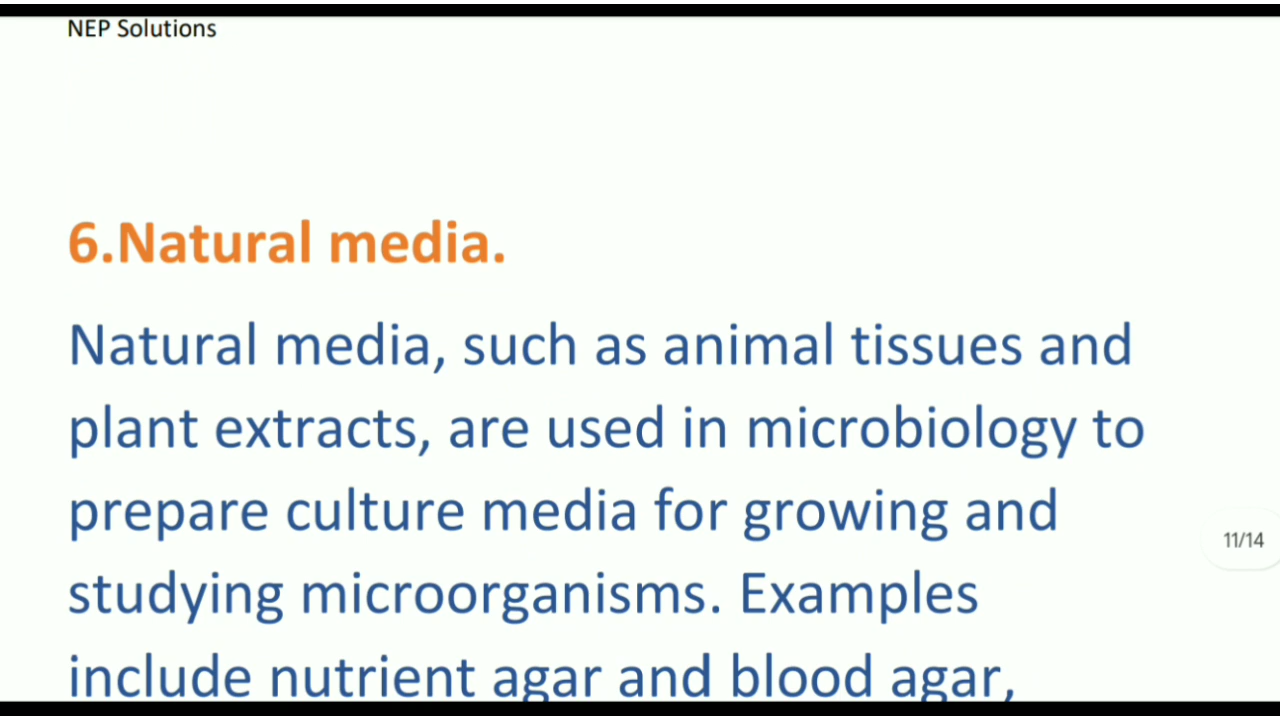 NEP Solutions
6.Natural media.
Natural media, such as animal tissues and
plant extracts, are used in microbiology to
prepare culture media for growing and
studying microorganisms. Examples
include nutrient agar and blood agar,
11/14